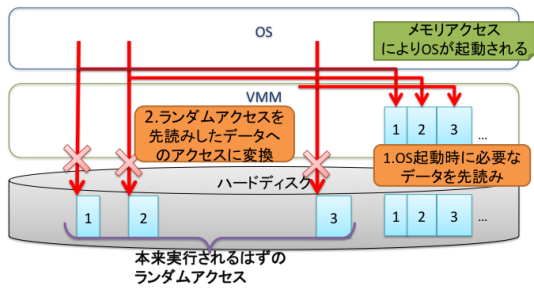 OS
メモリアクセス
によりOSが起動される
VMM
2.ランダムアクセスを
先読みしたデータへ
のアクセスに変換
1 2 3 ...
1.OS起動時に必要な
データを先読み
ハードディスク
1 2 3
1 2 3 ...
本来実行されるはずの
ランダムアクセス